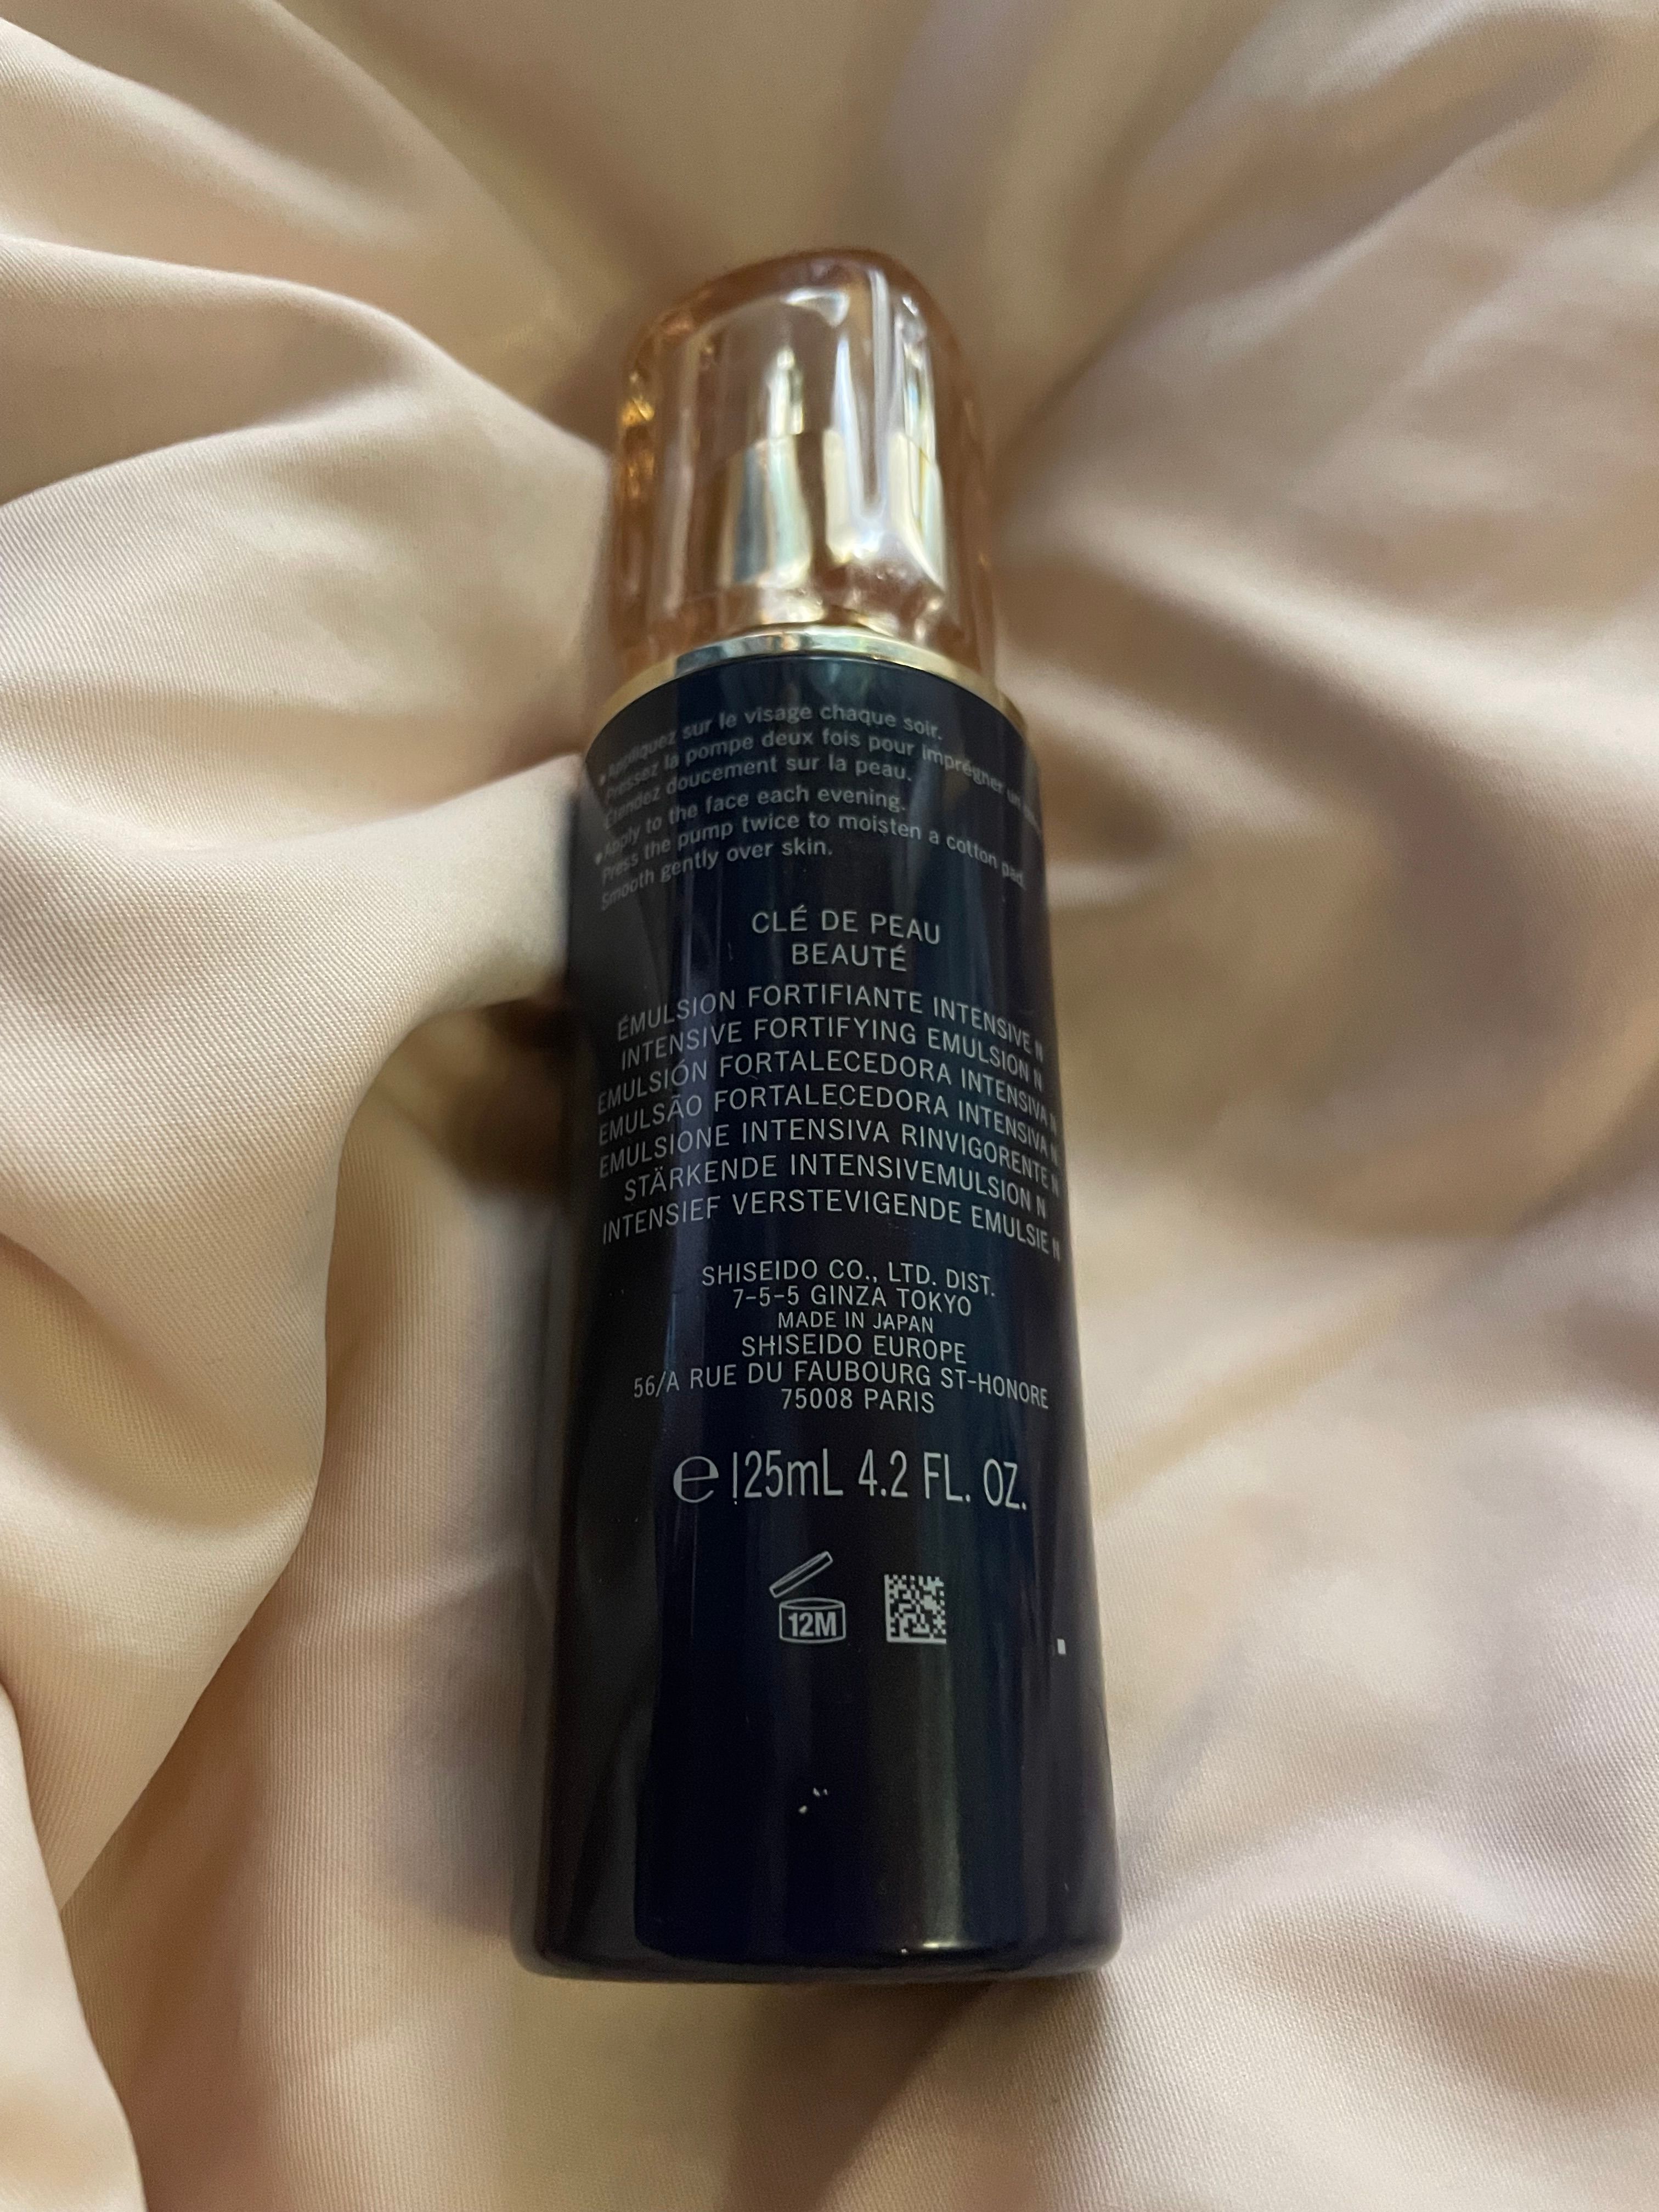 •Appliquez sur le visage chaque soir.
Pressez la pompe deux fois pour imprégner un
Étendez doucement sur la peau.
•Apply to the face each evening.
Press the pump twice to moisten a cotton pad.
Smooth gently over skin.
CLÉ DE PEAU
BEAUTÉ
ÉMULSION FORTIFIANTE INTENSIVE N
INTENSIVE FORTIFYING EMULSION N
EMULSIÓN FORTALECEDORA INTENSIVA N
EMULSÃO FORTALECEDORA INTENSIVA N
EMULSIONE INTENSIVA RINVIGORENTE N
STÄRKENDE INTENSIVEMULSION N
INTENSIEF VERSTEVIGENDE EMULSIE N
SHISEIDO CO., LTD. DIST.
7-5-5 GINZA TOKYO
MADE IN JAPAN
SHISEIDO EUROPE
56/A RUE DU FAUBOURG ST-HONORE
75008 PARIS
℮ 125mL 4.2 FL. OZ.
12M